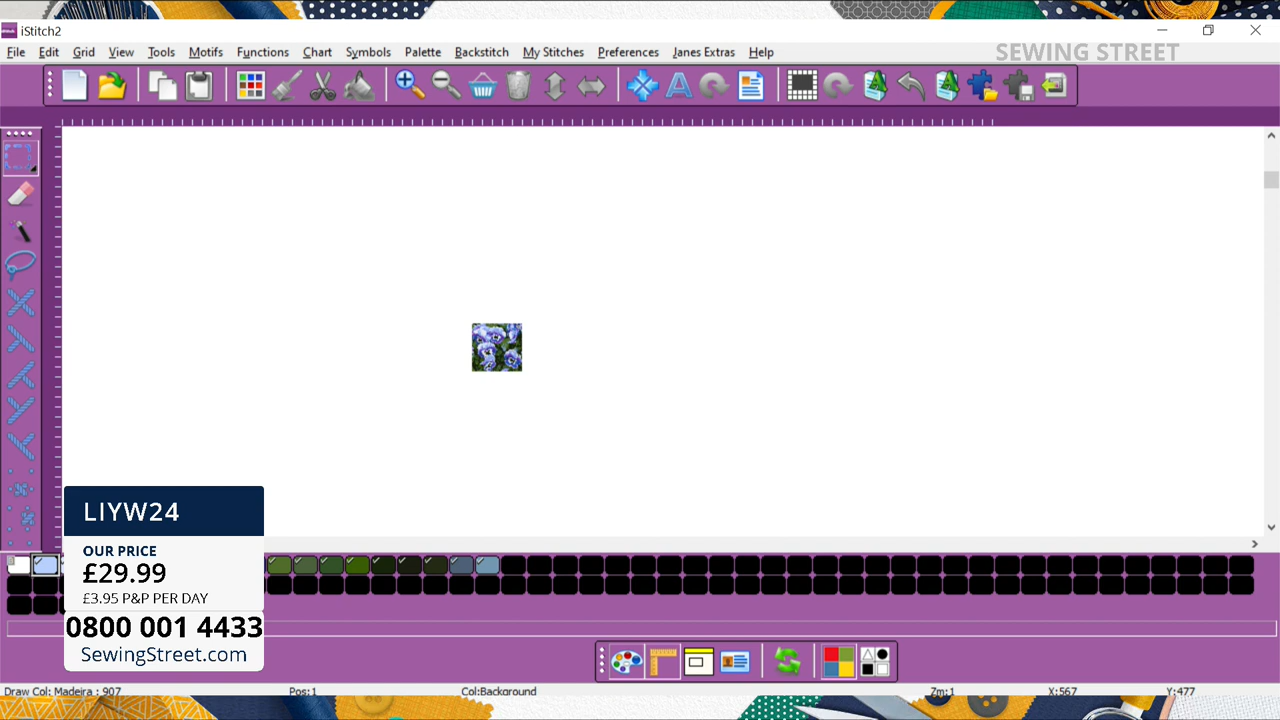 iStitch2
File Edit Grid View Tools Motifs Functions Chart Symbols Palette Backstitch My Stitches Preferences Janes Extras Help
SEWING STREET
LIYW24
OUR PRICE
£29.99
£3.95 P&P PER DAY
0800 001 4433
SewingStreet.com
Draw Col: Madeira : 907 Pos:1 Col:Background Zm:1 X:567 Y:477